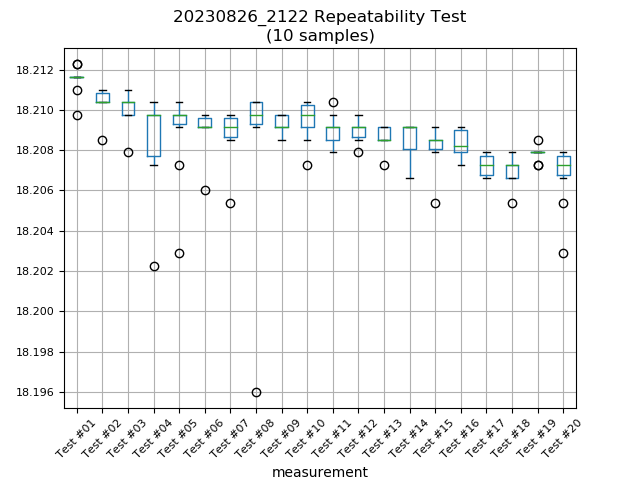 20230826_2122 Repeatability Test
(10 samples)
18.212
18.210
18.208
18.206
18.204
18.202
18.200
18.198
18.196
Test #01
Test #02
Test #03
Test #04
Test #05
Test #06
Test #07
Test #08
Test #09
Test #10
Test #11
Test #12
Test #13
Test #14
Test #15
Test #16
Test #17
Test #18
Test #19
Test #20
measurement